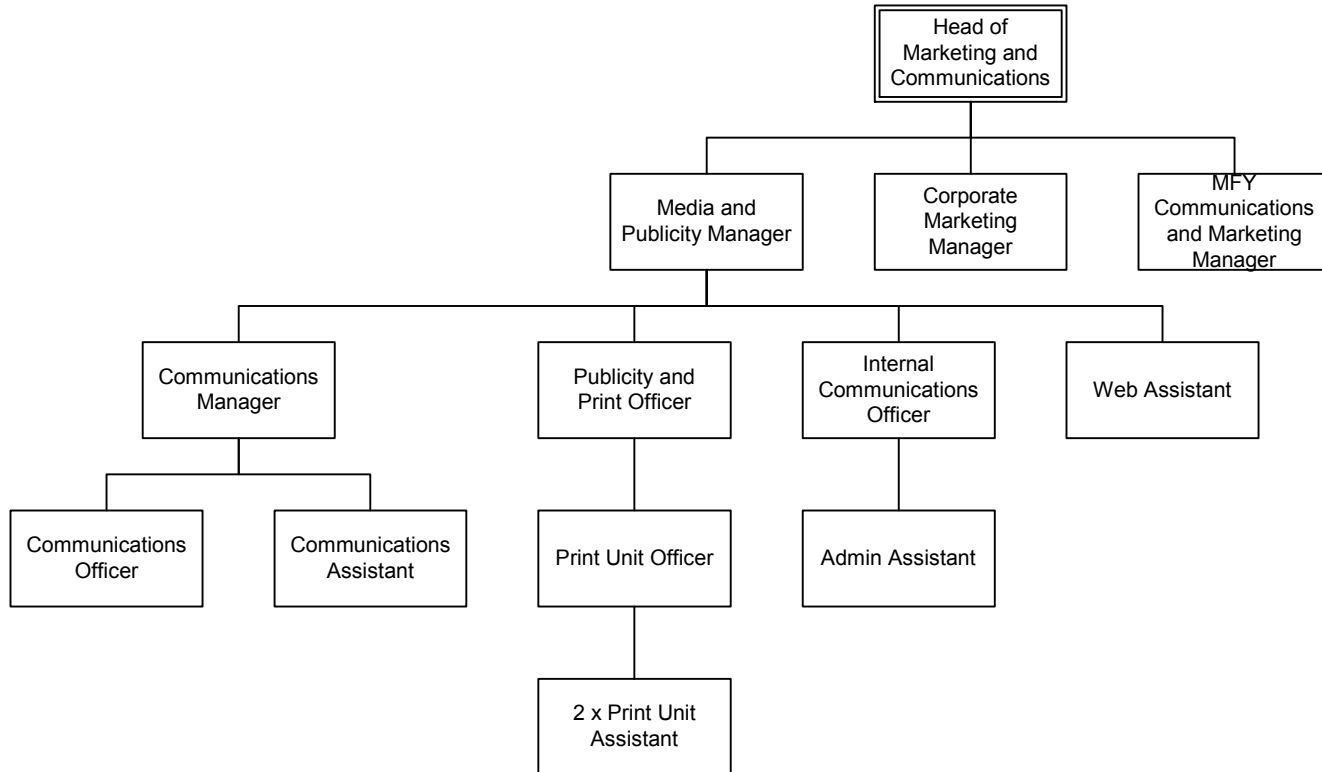 Head of
Marketing and
Communications
Media and
Publicity Manager
Corporate
Marketing
Manager
MFY
Communications
and Marketing
Manager
Communications
Manager
Publicity and
Print Officer
Internal
Communications
Officer
Web Assistant
Communications
Officer
Communications
Assistant
Print Unit Officer
Admin Assistant
2 x Print Unit
Assistant